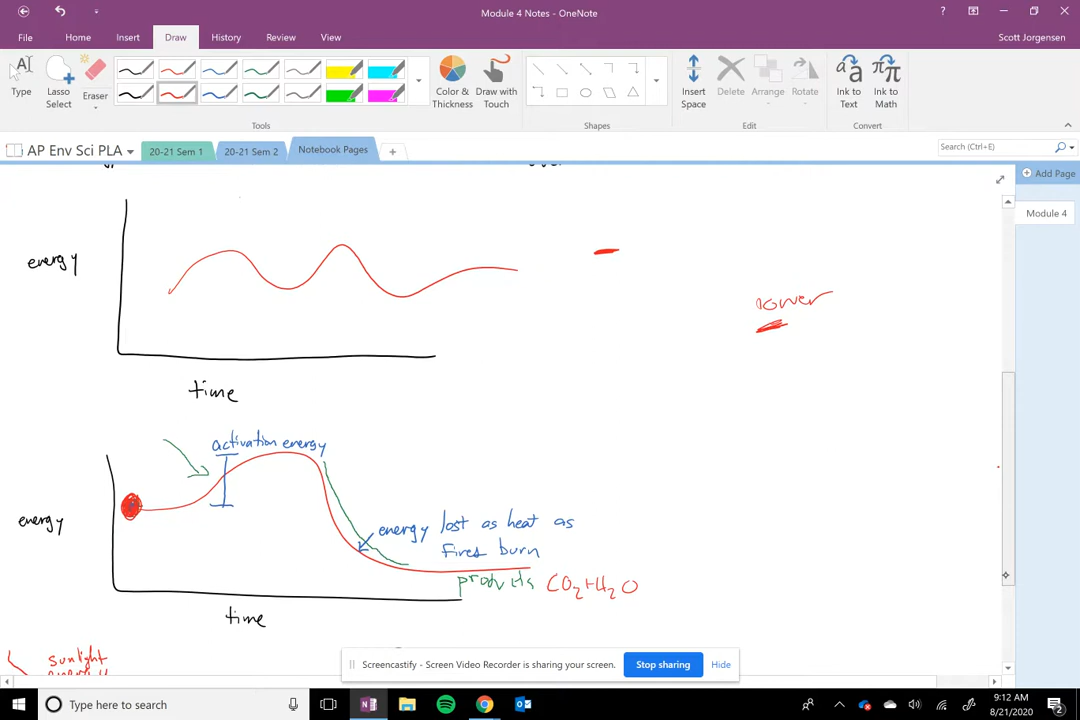 Module 4 Notes - OneNote
?
File
Home
Insert
Draw
History
Review
View
Scott Jorgensen
Type
Lasso
Select
Eraser
Color &
Thickness
Draw with
Touch
Insert
Space
Delete
Arrange
Rotate
Ink to
Text
Ink to
Math
Tools
Shapes
Edit
Convert
AP Env Sci PLA
20-21 Sem 1
20-21 Sem 2
Notebook Pages
Search (Ctrl+E)
Add Page
Module 4
energy
time
activation energy
energy
energy lost as heat as
fires burn
products CO2+H2O
time
sunlight
energy
Screencastify - Screen Video Recorder is sharing your screen.
Stop sharing
Hide
Type here to search
9:12 AM
8/21/2020
2